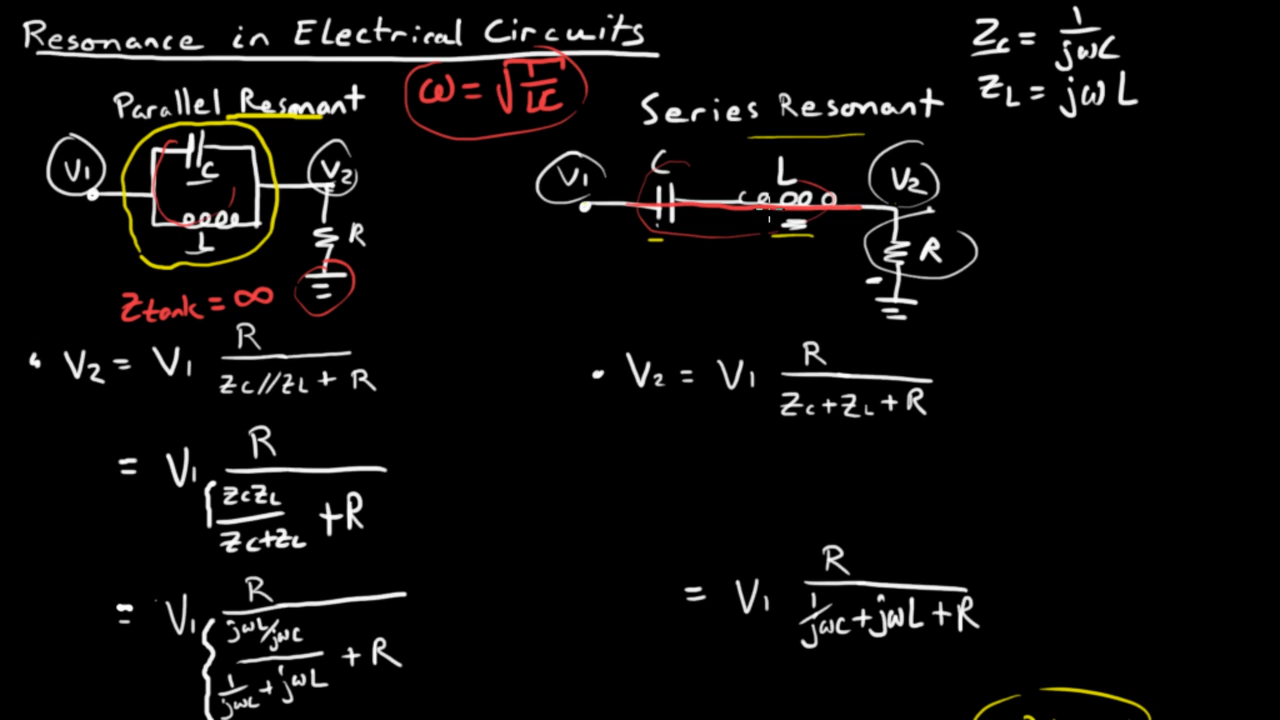 Resonance in Electrical Circuits
ω = √1/LC
Zc = 1/jωC
ZL = jωL
Parallel Resonant
V1
C
L
V2
R
Ztank = ∞
V2 = V1 R / Zc//ZL + R
= V1 R / ZcZL / Zc+ZL + R
= V1 R / jωL/jωC / 1/jωC + jωL + R
Series Resonant
V1
C
L
V2
R
V2 = V1 R / Zc+ZL+R
= V1 R / 1/jωC + jωL + R